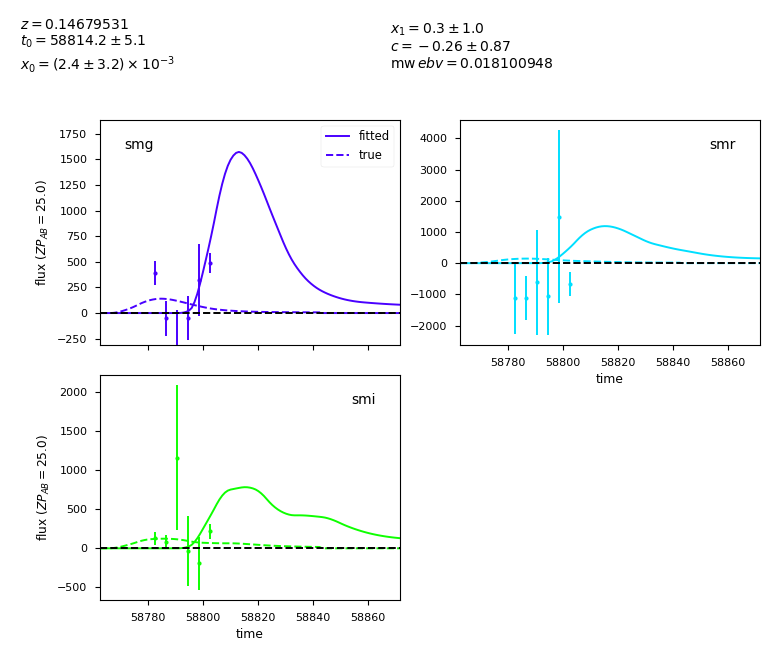 z = 0.14679531
t₀ = 58814.2 ± 5.1
x₀ = (2.4 ± 3.2) × 10⁻³
x₁ = 0.3 ± 1.0
c = −0.26 ± 0.87
mw ebv = 0.018100948
smg
fitted
true
1750
1500
1250
1000
750
500
250
0
−250
flux (ZP_AB = 25.0)
smr
4000
3000
2000
1000
0
−1000
−2000
58780 58800 58820 58840 58860
time
smi
2000
1500
1000
500
0
−500
flux (ZP_AB = 25.0)
58780 58800 58820 58840 58860
time